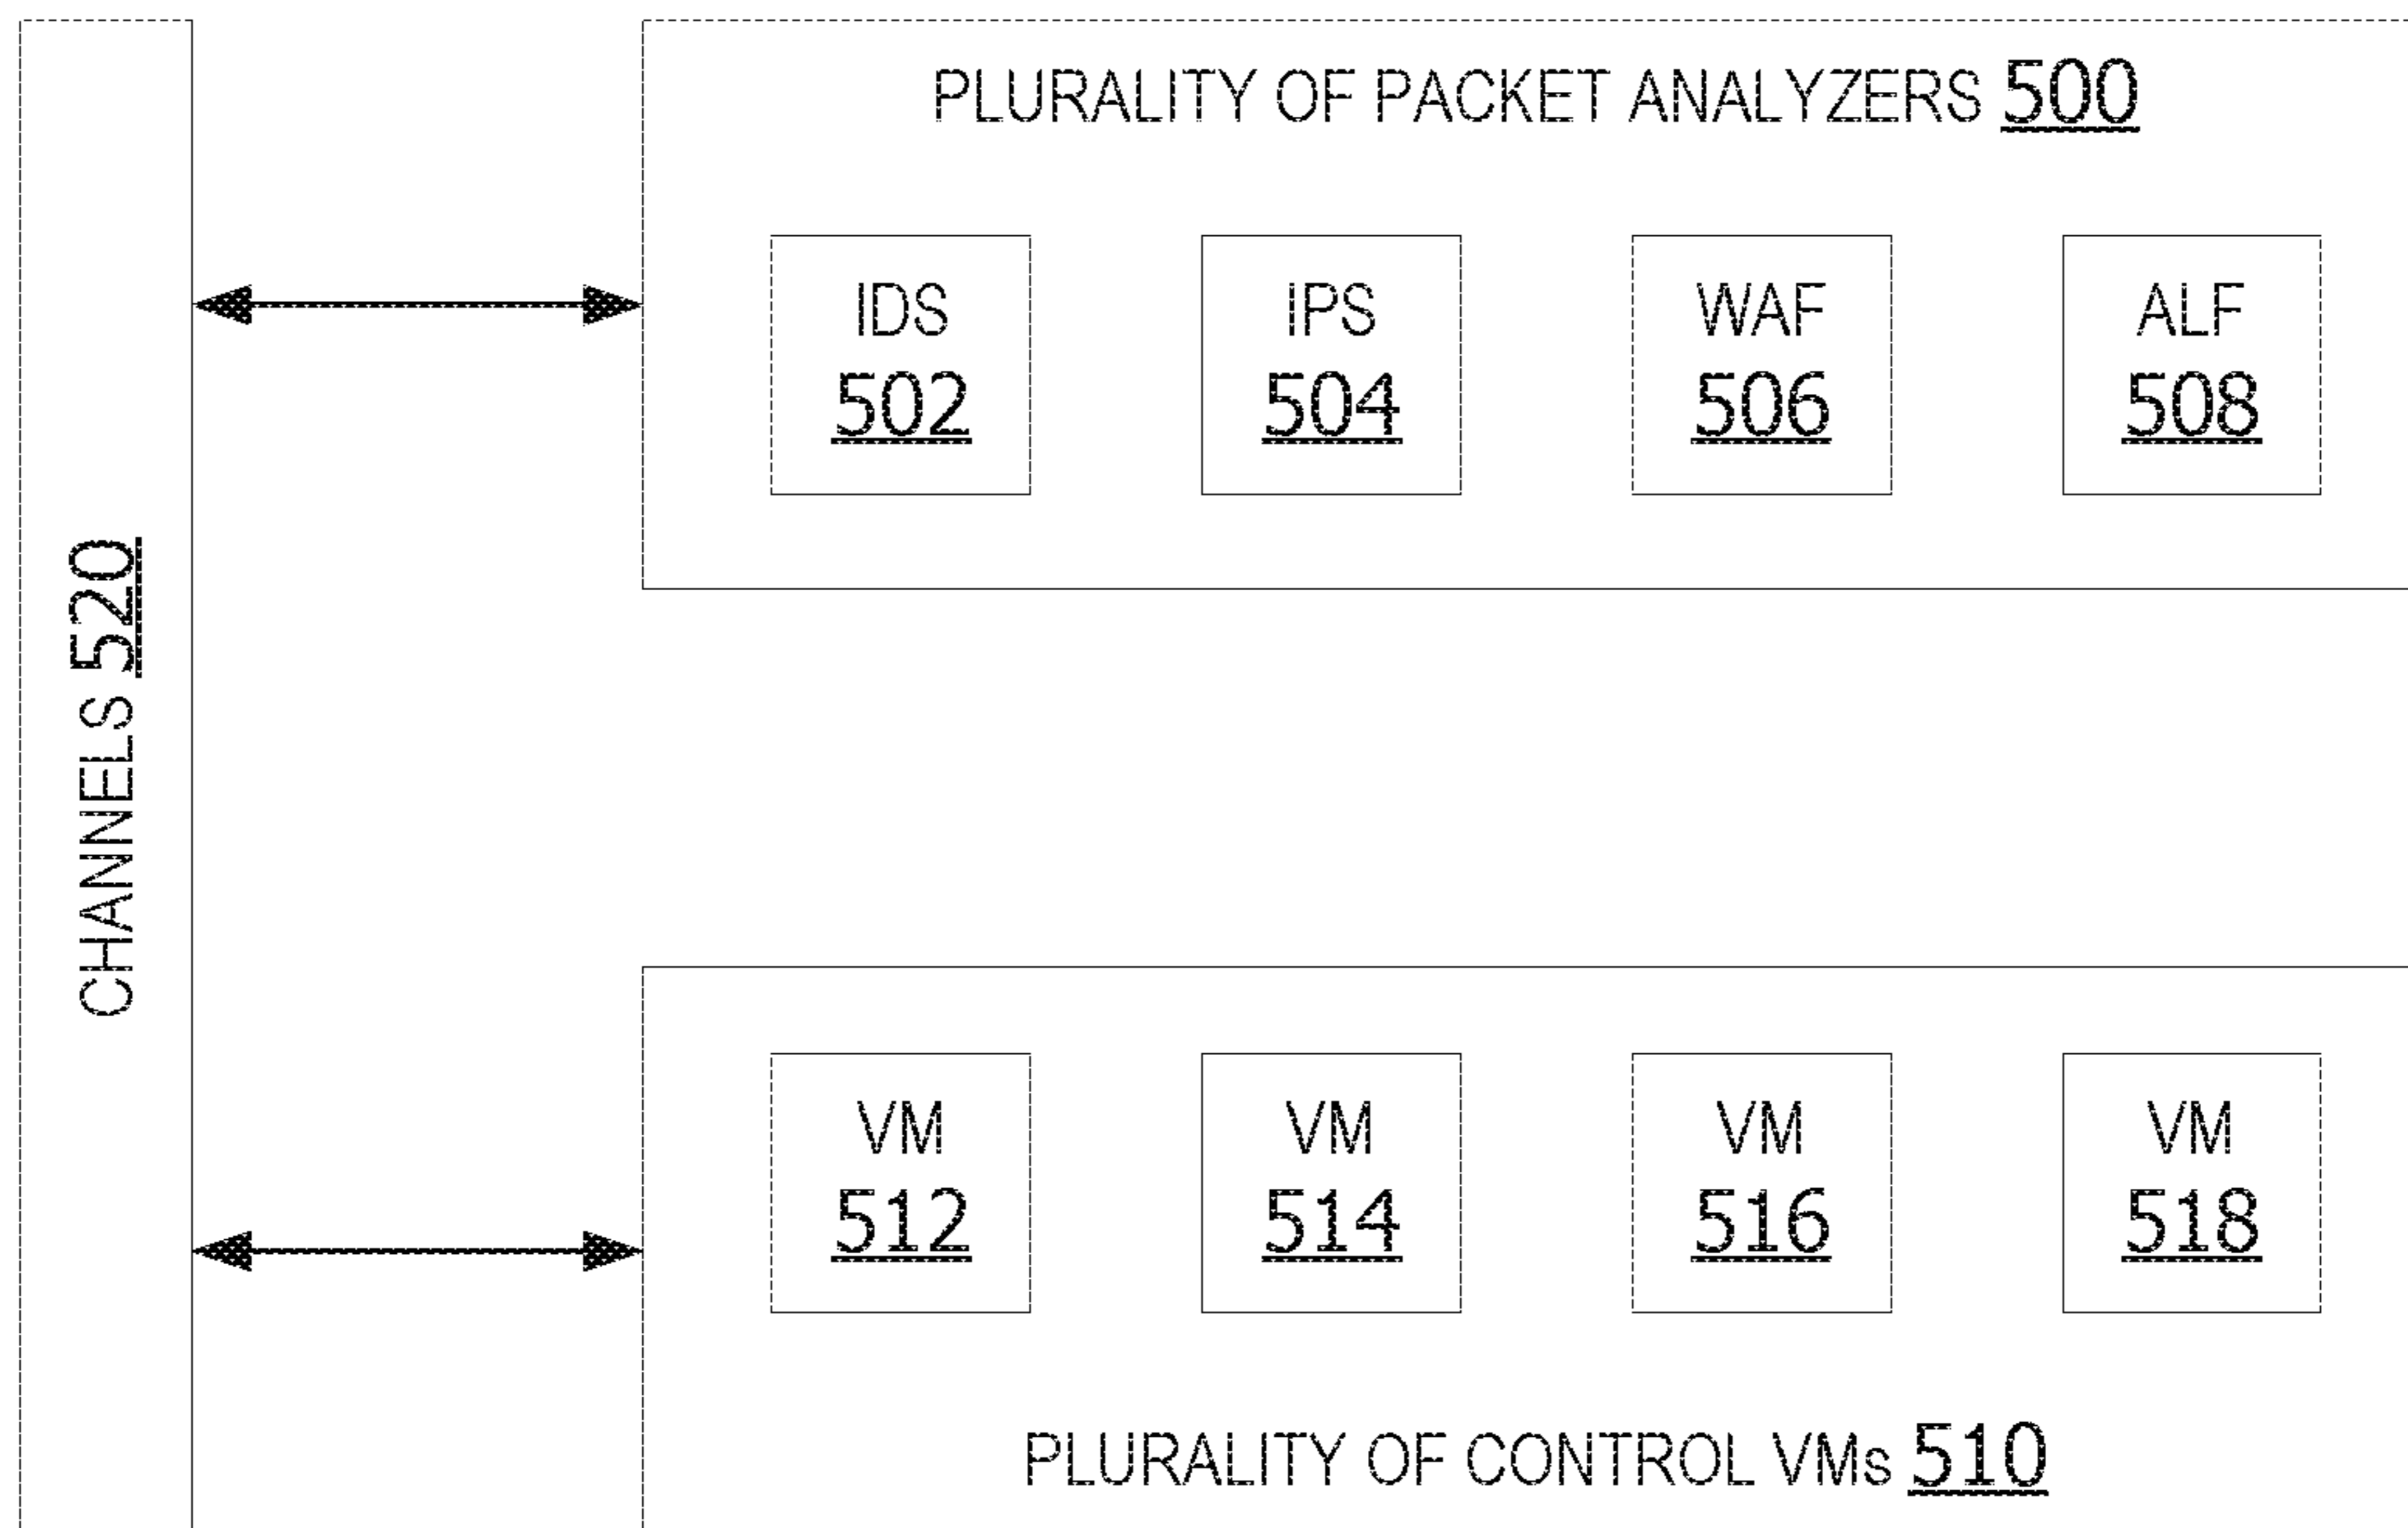 PLURALITY OF PACKET ANALYZERS 500
IDS
502
IPS
504
WAF
506
ALF
508
CHANNELS 520
VM
512
VM
514
VM
516
VM
518
PLURALITY OF CONTROL VMs 510